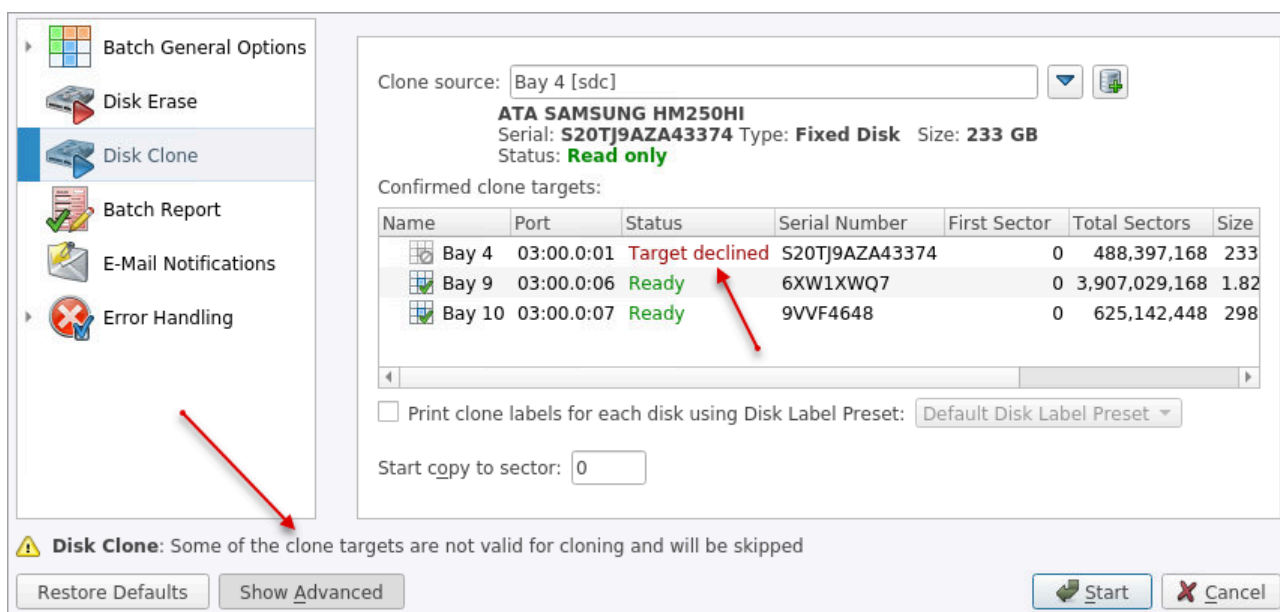 Batch General Options
Disk Erase
Disk Clone
Batch Report
E-Mail Notifications
Error Handling
Clone source: Bay 4 [sdc]
ATA SAMSUNG HM250HI
Serial: S20TJ9AZA43374 Type: Fixed Disk Size: 233 GB
Status: Read only
Confirmed clone targets:
Name Port Status Serial Number First Sector Total Sectors Size
Bay 4 03:00.0:01 Target declined S20TJ9AZA43374 0 488,397,168 233
Bay 9 03:00.0:06 Ready 6XW1XWQ7 0 3,907,029,168 1.82
Bay 10 03:00.0:07 Ready 9VVF4648 0 625,142,448 298
Print clone labels for each disk using Disk Label Preset: Default Disk Label Preset
Start copy to sector: 0
Disk Clone: Some of the clone targets are not valid for cloning and will be skipped
Restore Defaults Show Advanced Start Cancel